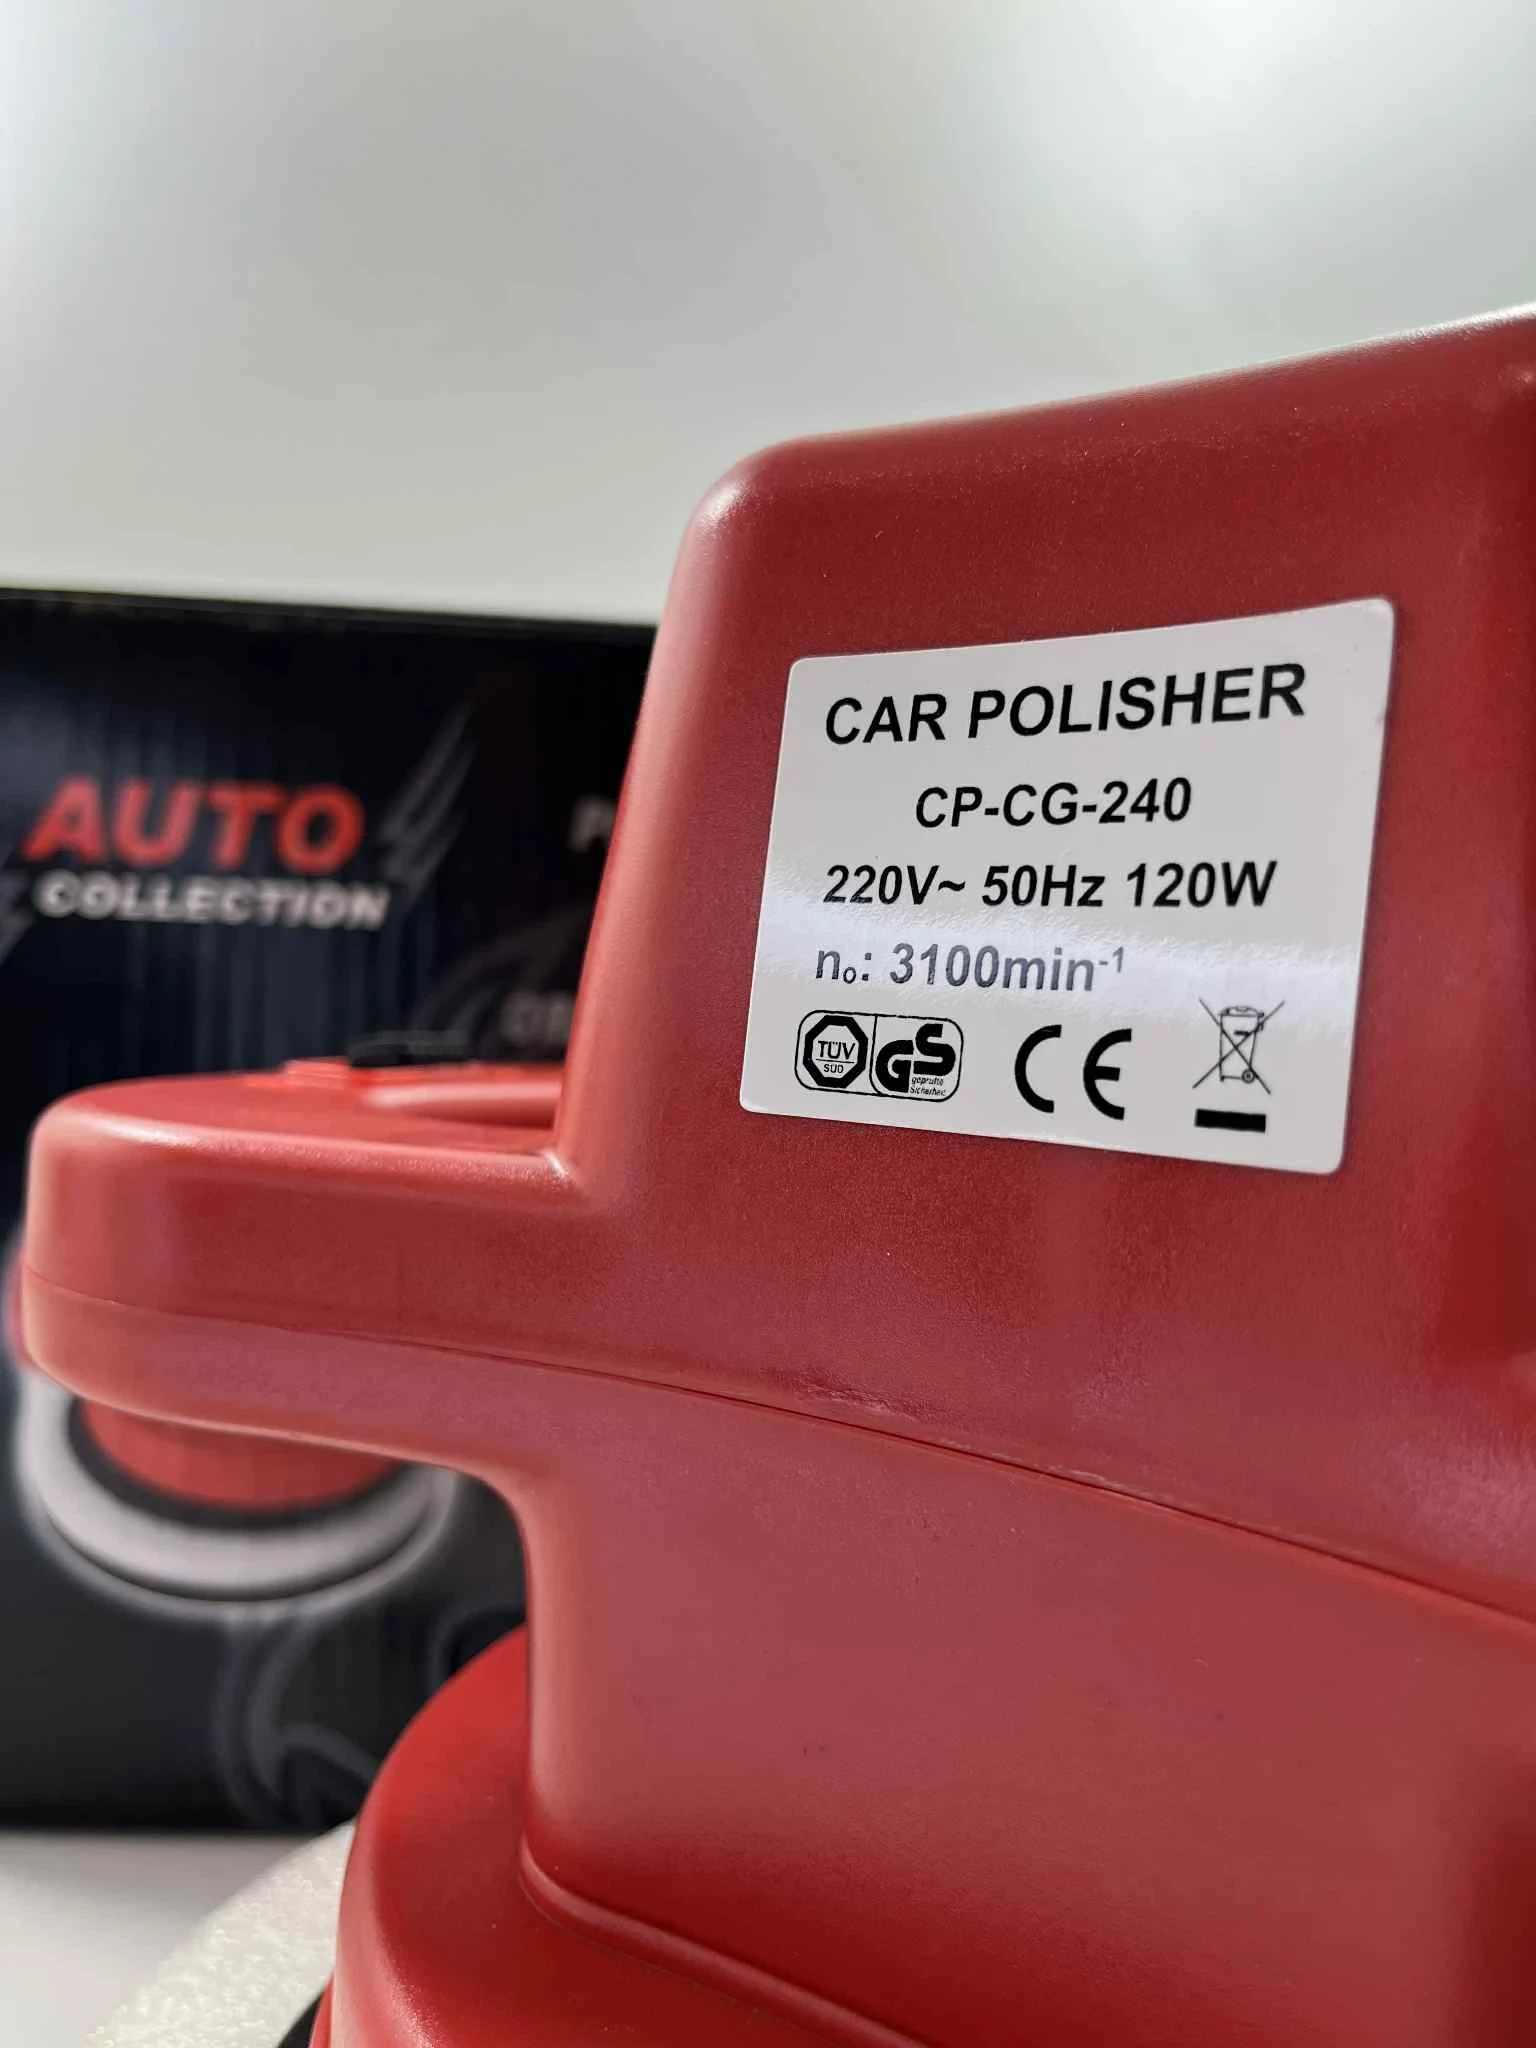 AUTO
COLLECTION
CAR POLISHER
CP-CG-240
220V~ 50Hz 120W
n₀: 3100min⁻¹
TÜV
SÜD
GS
geprüfte
Sicherheit
CE